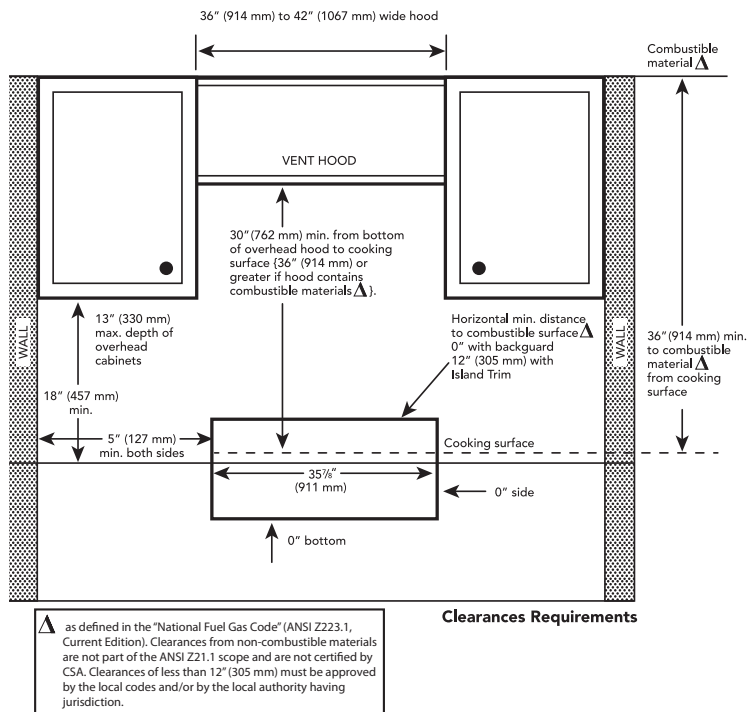 36" (914 mm) to 42" (1067 mm) wide hood
Combustible
material Δ
VENT HOOD
30" (762 mm) min. from bottom
of overhead hood to cooking
surface {36" (914 mm) or
greater if hood contains
combustible materials Δ }.
13" (330 mm)
max. depth of
overhead
cabinets
Horizontal min. distance
to combustible surface Δ
0" with backguard
12" (305 mm) with
Island Trim
WALL
WALL
36" (914 mm) min.
to combustible
material Δ
from cooking
surface
18" (457 mm)
min.
5" (127 mm)
min. both sides
Cooking surface
35⅞"
(911 mm)
0" side
0" bottom
Clearances Requirements
Δ as defined in the "National Fuel Gas Code" (ANSI Z223.1,
Current Edition). Clearances from non-combustible materials
are not part of the ANSI Z21.1 scope and are not certified by
CSA. Clearances of less than 12" (305 mm) must be approved
by the local codes and/or by the local authority having
jurisdiction.